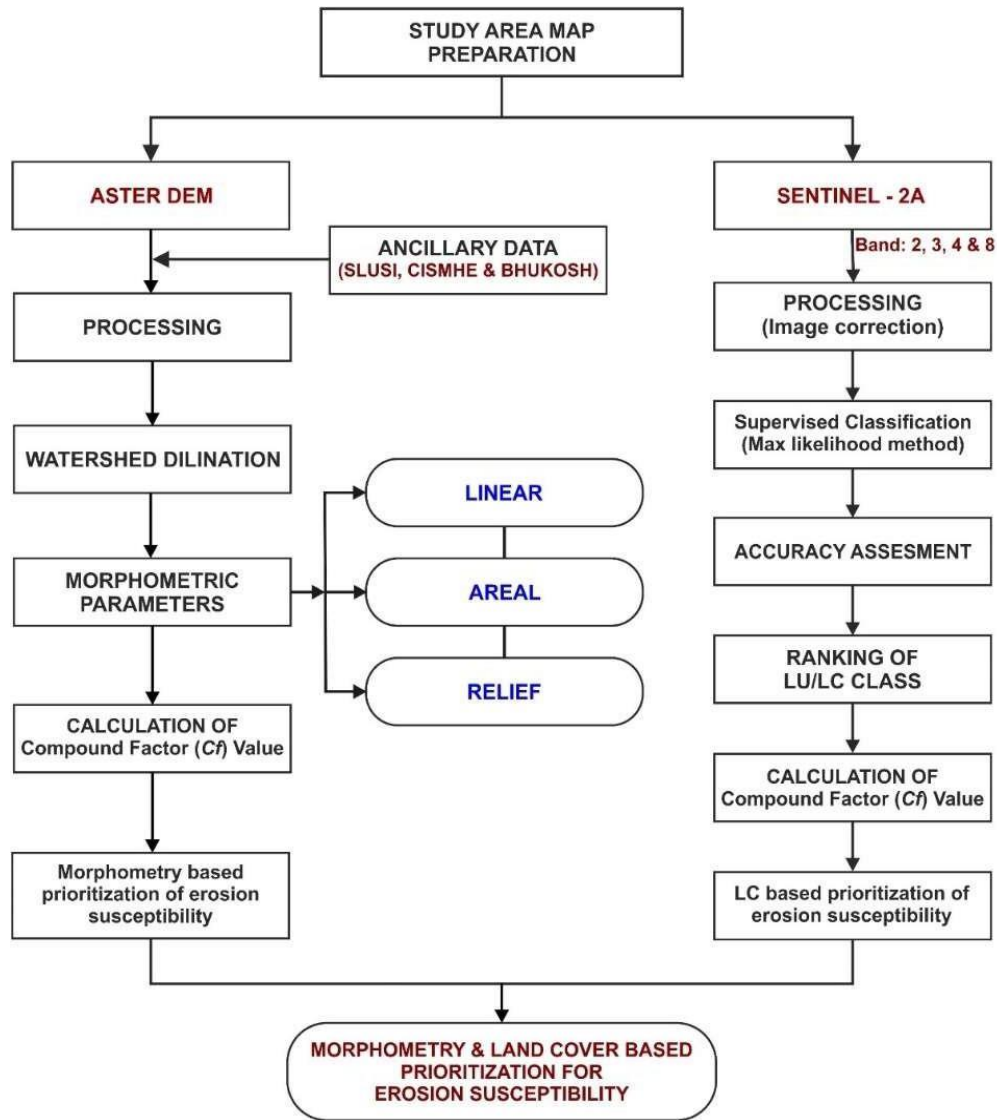 STUDY AREA MAP
PREPARATION
ASTER DEM
ANCILLARY DATA
(SLUSI, CISMHE & BHUKOSH)
PROCESSING
WATERSHED DILINATION
MORPHOMETRIC
PARAMETERS
LINEAR
AREAL
RELIEF
CALCULATION OF
Compound Factor (Cf) Value
Morphometry based
prioritization of erosion
susceptibility
SENTINEL - 2A
Band: 2, 3, 4 & 8
PROCESSING
(Image correction)
Supervised Classification
(Max likelihood method)
ACCURACY ASSESMENT
RANKING OF
LU/LC CLASS
CALCULATION OF
Compound Factor (Cf) Value
LC based prioritization of
erosion susceptibility
MORPHOMETRY & LAND COVER BASED
PRIORITIZATION FOR
EROSION SUSCEPTIBILITY